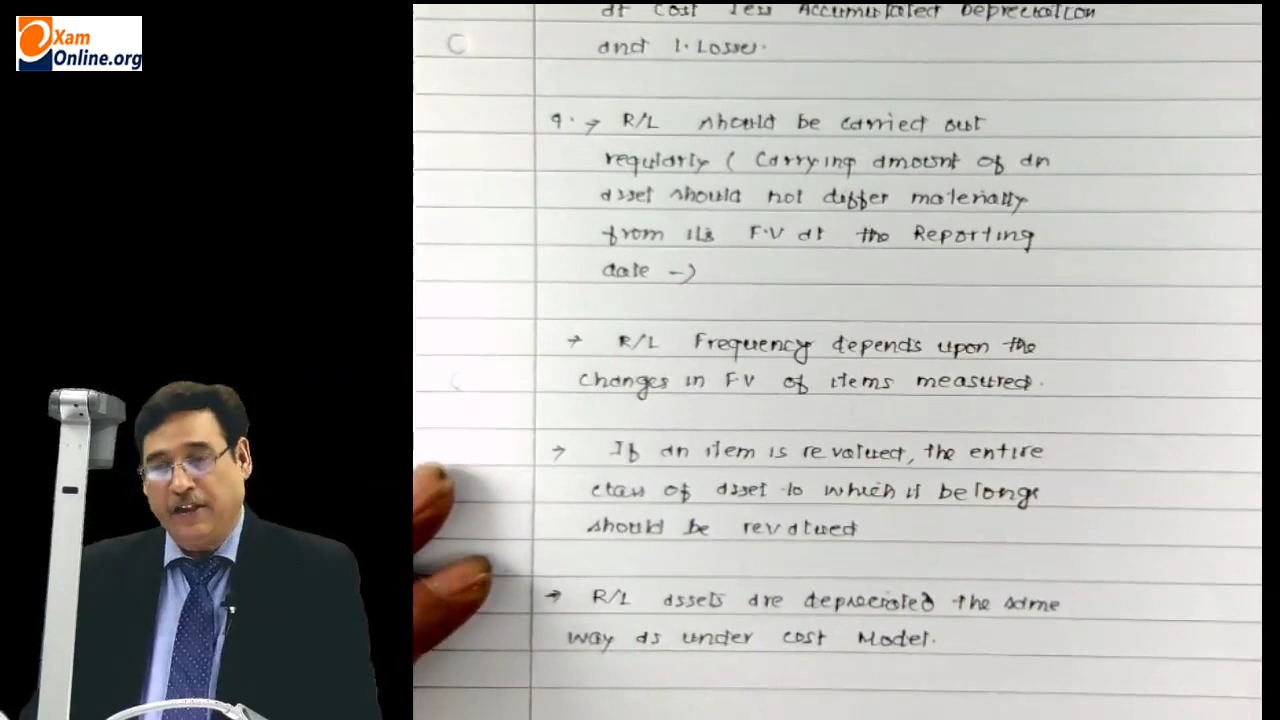 Xam
Online.org
at cost less Accumulated Depreciation
and I. Losses.
9. → R/L should be carried out
regularly ( Carrying amount of an
asset should not differ materially
from its F.V at the Reporting
date -)
→ R/L Frequency depends upon the
changes in F.V of items measured.
→ If an item is revalued, the entire
class of asset to which it belongs
should be revalued
→ R/L assets are depreciated the same
way as under cost Model.